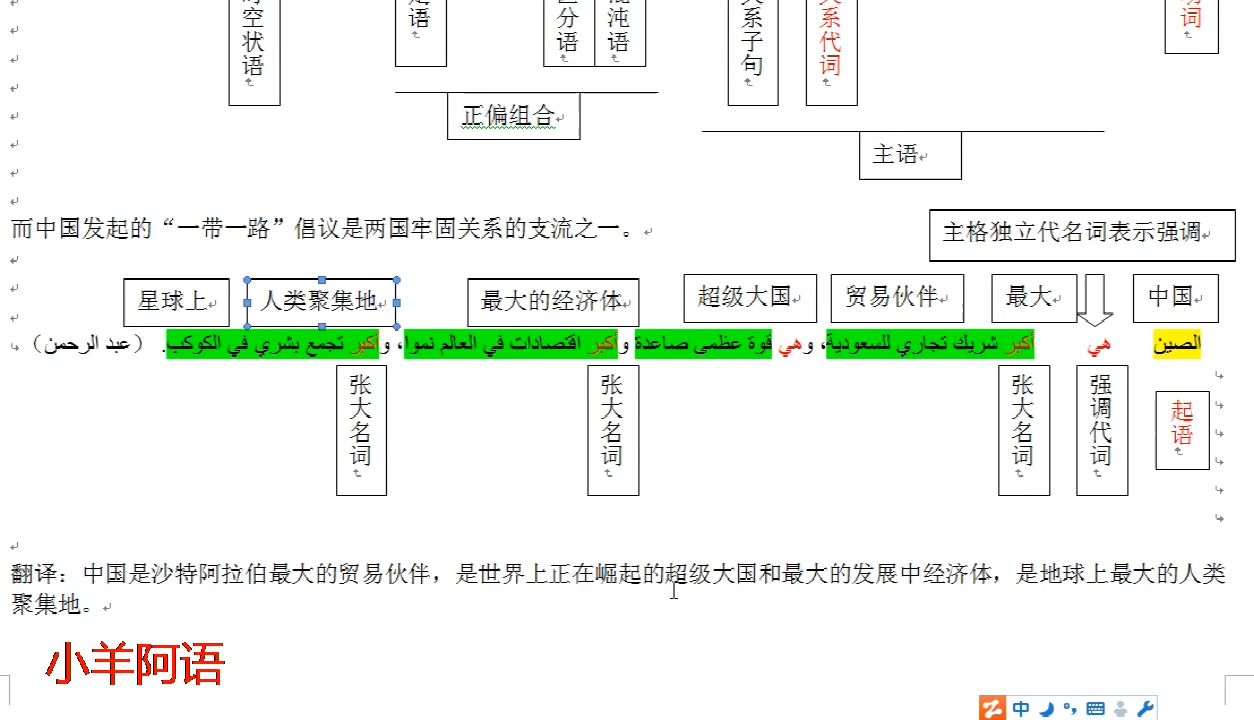 空状语
语
分语
沌语
系子句
系代词
词
正偏组合
主语
而中国发起的“一带一路”倡议是两国牢固关系的支流之一。
主格独立代名词表示强调
星球上 人类聚集地 最大的经济体 超级大国 贸易伙伴 最大 中国
الصين هي أكبر شريك تجاري للسعودية، وهي قوة عظمى صاعدة وأكبر اقتصادات في العالم نموا، وأكبر تجمع بشري في الكوكب. (عبد الرحمن)
张大名词
张大名词
张大名词
强调代词
起语
翻译：中国是沙特阿拉伯最大的贸易伙伴，是世界上正在崛起的超级大国和最大的发展中经济体，是地球上最大的人类
聚集地。
小羊阿语
中